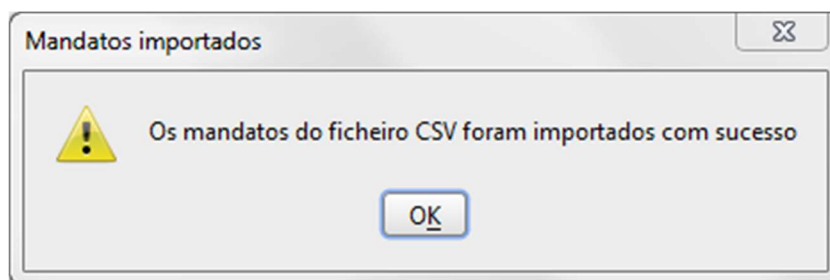 Mandatos importados
Os mandatos do ficheiro CSV foram importados com sucesso
OK